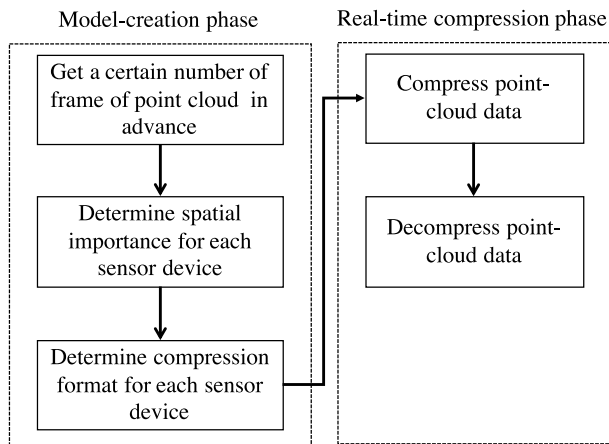 Model-creation phase
Get a certain number of
frame of point cloud in
advance
Determine spatial
importance for each
sensor device
Determine compression
format for each sensor
device
Real-time compression phase
Compress point-
cloud data
Decompress point-
cloud data